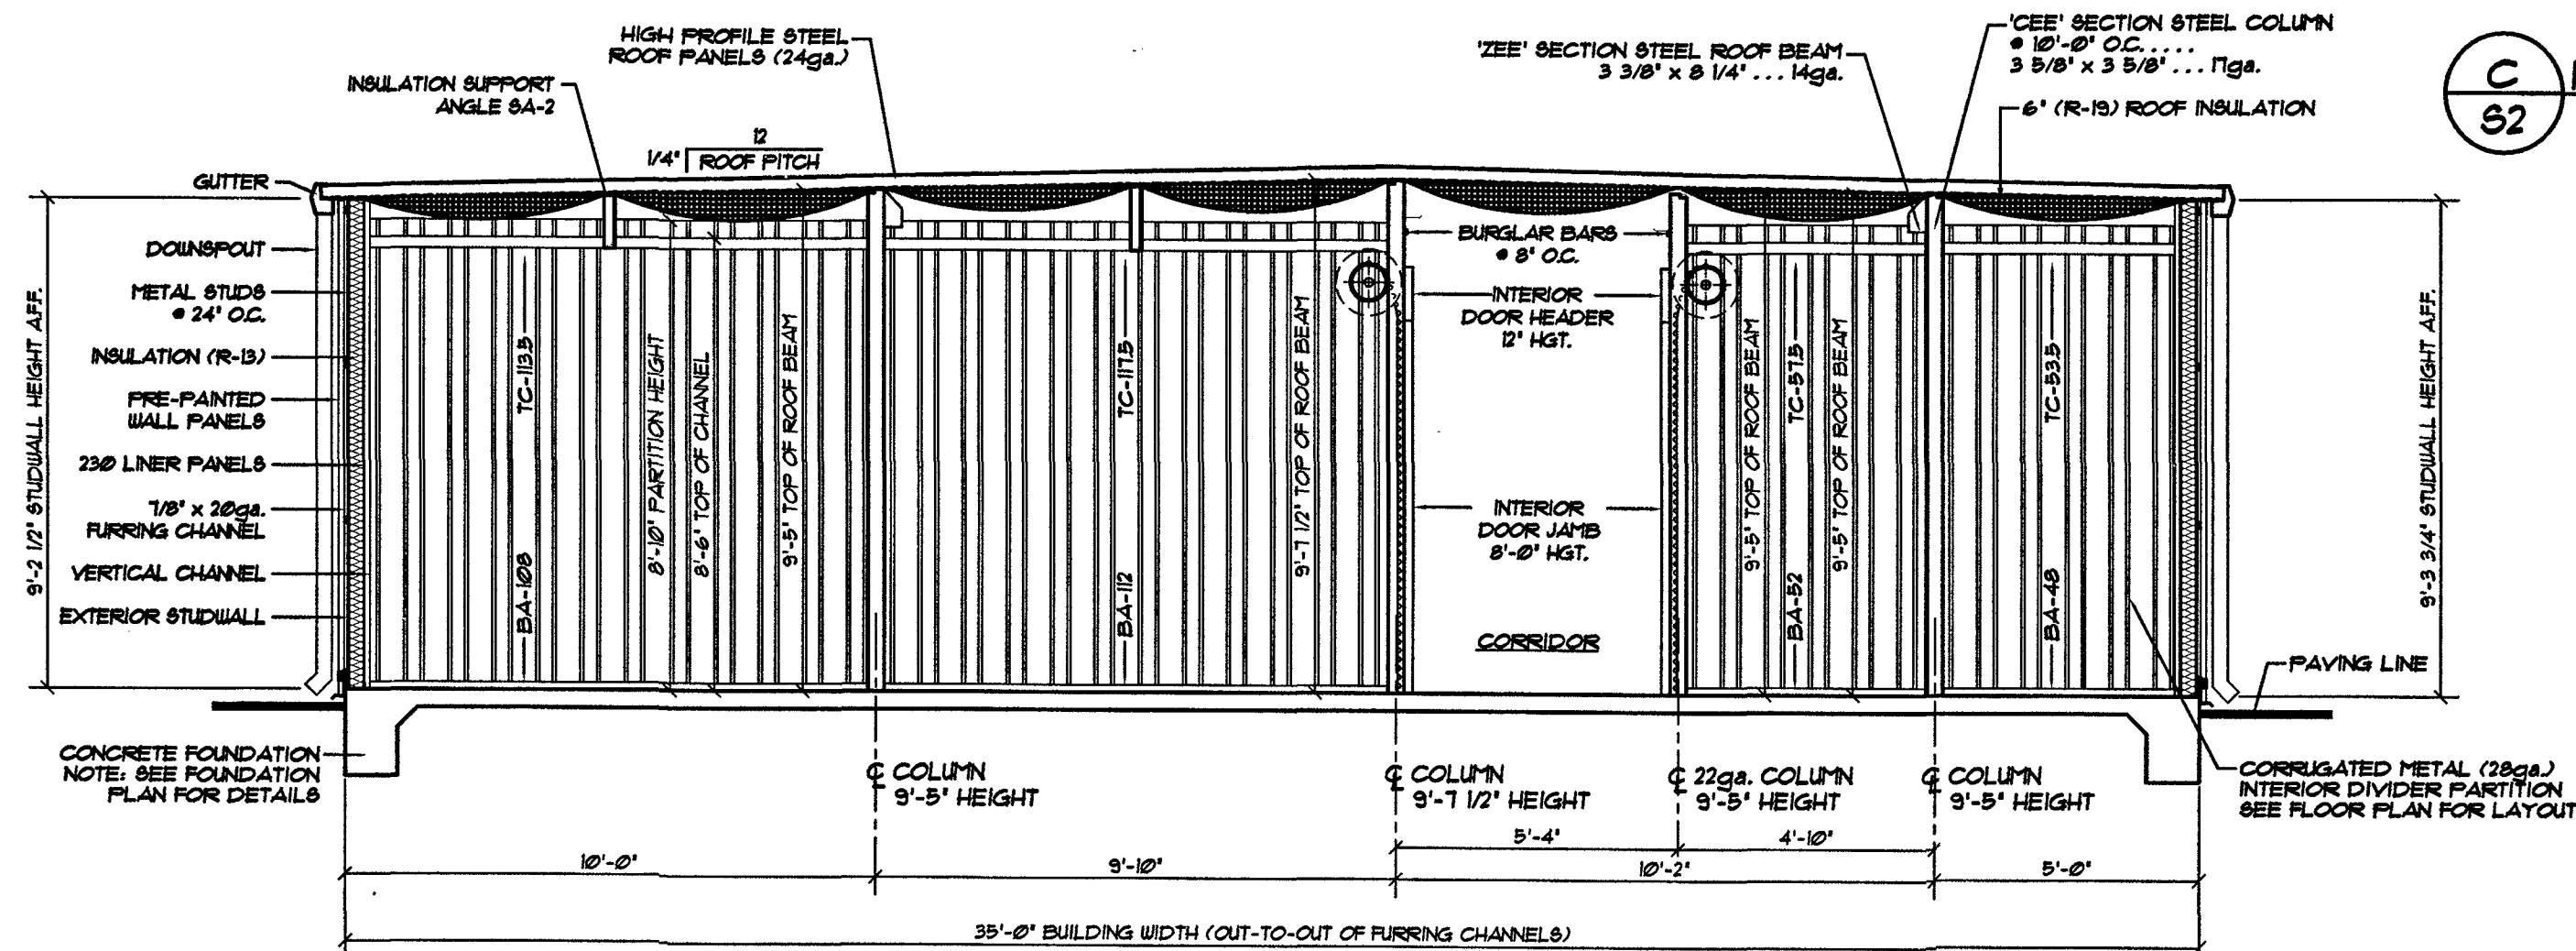 HIGH PROFILE STEEL
ROOF PANELS (24ga.)
INSULATION SUPPORT
ANGLE SA-2
12
1/4" ROOF PITCH
'ZEE' SECTION STEEL ROOF BEAM
3 3/8" x 8 1/4" ... 14ga.
'CEE' SECTION STEEL COLUMN
@ 10'-0" O.C. ....
3 5/8" x 3 5/8" ... 17ga.
6" (R-19) ROOF INSULATION
C
S2
GUTTER
DOWNSPOUT
METAL STUDS
@ 24" O.C.
INSULATION (R-13)
PRE-PAINTED
WALL PANELS
230 LINER PANELS
7/8" x 20ga.
FURRING CHANNEL
VERTICAL CHANNEL
EXTERIOR STUDWALL
9'-2 1/2" STUDWALL HEIGHT A.F.F.
TC-113.5
BA-108
8'-10" PARTITION HEIGHT
8'-6" TOP OF CHANNEL
9'-5" TOP OF ROOF BEAM
TC-117.5
BA-112
9'-7 1/2" TOP OF ROOF BEAM
BURGLAR BARS
@ 8" O.C.
INTERIOR
DOOR HEADER
12" HGT.
INTERIOR
DOOR JAMB
8'-0" HGT.
CORRIDOR
9'-5" TOP OF ROOF BEAM
TC-57.5
BA-52
9'-5" TOP OF ROOF BEAM
TC-53.5
BA-48
9'-3 3/4" STUDWALL HEIGHT A.F.F.
PAVING LINE
CONCRETE FOUNDATION
NOTE: SEE FOUNDATION
PLAN FOR DETAILS
℄ COLUMN
9'-5" HEIGHT
℄ COLUMN
9'-7 1/2" HEIGHT
℄ 22ga. COLUMN
9'-5" HEIGHT
℄ COLUMN
9'-5" HEIGHT
CORRUGATED METAL (28ga.)
INTERIOR DIVIDER PARTITION
SEE FLOOR PLAN FOR LAYOUT
5'-4"
4'-10"
10'-0"
9'-10"
10'-2"
5'-0"
35'-0" BUILDING WIDTH (OUT-TO-OUT OF FURRING CHANNELS)